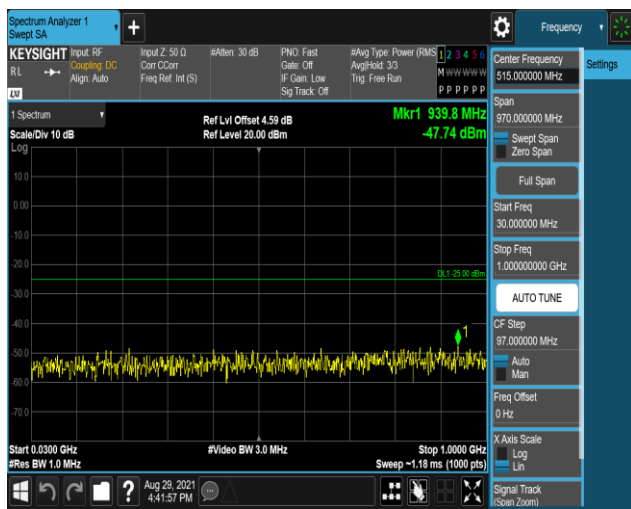 Spectrum Analyzer 1
Swept SA
+
Frequency
KEYSIGHT
RL
Input: RF
Coupling: DC
Align: Auto
Input Z: 50 Ω
Corr CCorr
Freq Ref: Int (S)
#Atten: 30 dB
PNO: Fast
Gate: Off
IF Gain: Low
Sig Track: Off
#Avg Type: Power (RMS
Avg|Hold: 3/3
Trig: Free Run
1 2 3 4 5 6
M W W W W W
P P P P P P
LXI
1 Spectrum
Scale/Div 10 dB
Ref Lvl Offset 4.59 dB
Ref Level 20.00 dBm
Mkr1 939.8 MHz
-47.74 dBm
Log
10.0
0.00
-10.0
-20.0
DL1 -25.00 dBm
-30.0
-40.0
1
-50.0
-60.0
-70.0
Start 0.0300 GHz
#Res BW 1.0 MHz
#Video BW 3.0 MHz
Stop 1.0000 GHz
Sweep ~1.18 ms (1000 pts)
?
Aug 29, 2021
4:41:57 PM
Center Frequency
515.000000 MHz
Settings
Span
970.000000 MHz
Swept Span
Zero Span
Full Span
Start Freq
30.000000 MHz
Stop Freq
1.000000000 GHz
AUTO TUNE
CF Step
97.000000 MHz
Auto
Man
Freq Offset
0 Hz
X Axis Scale
Log
Lin
Signal Track
(Span Zoom)